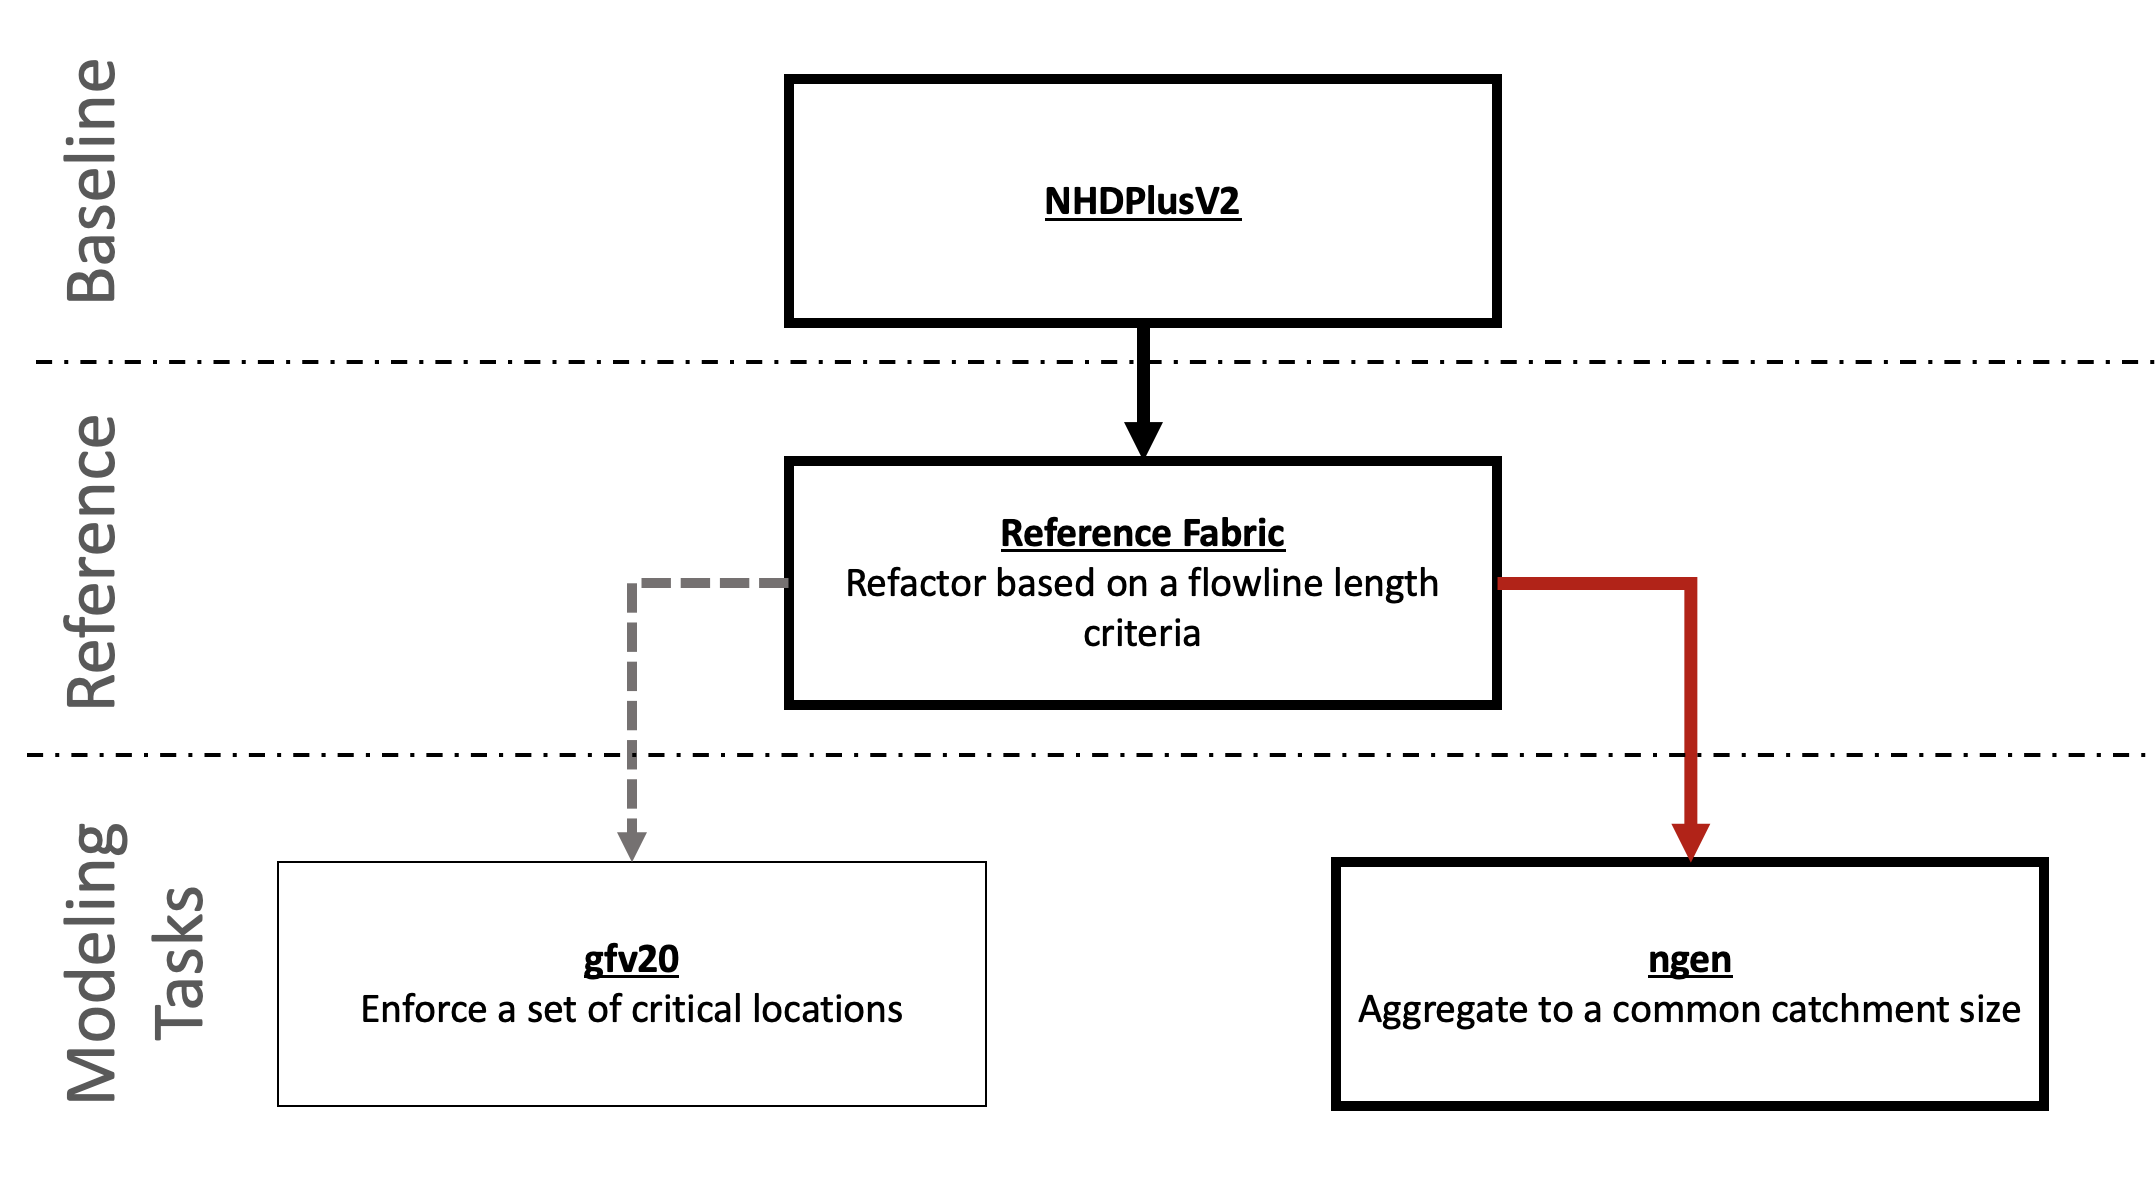 Baseline
NHDPlusV2
Reference
Reference Fabric
Refactor based on a flowline length
criteria
Modeling
Tasks
gfv20
Enforce a set of critical locations
ngen
Aggregate to a common catchment size